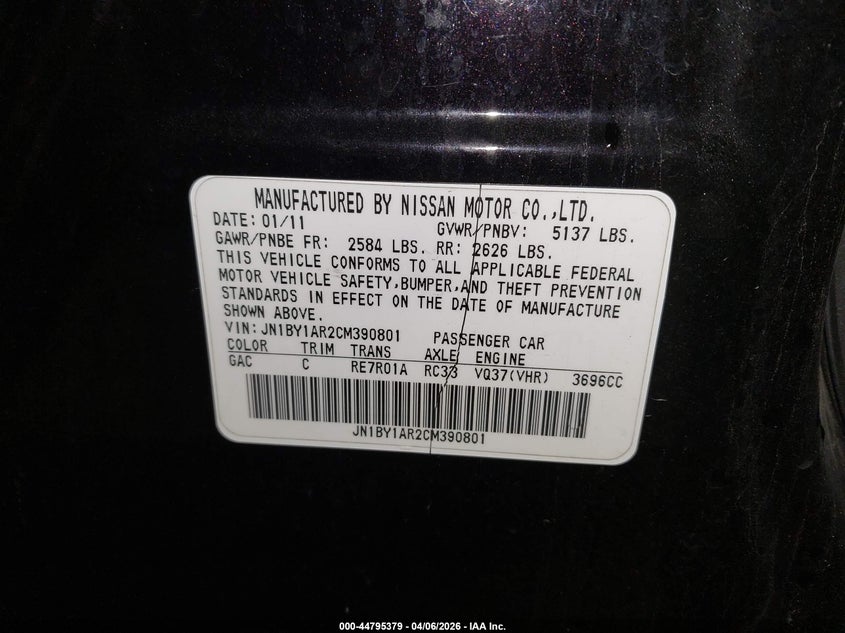 MANUFACTURED BY NISSAN MOTOR CO.,LTD.
DATE: 01/11 GVWR/PNBV: 5137 LBS.
GAWR/PNBE FR: 2584 LBS. RR: 2626 LBS.
THIS VEHICLE CONFORMS TO ALL APPLICABLE FEDERAL
MOTOR VEHICLE SAFETY,BUMPER,AND THEFT PREVENTION
STANDARDS IN EFFECT ON THE DATE OF MANUFACTURE
SHOWN ABOVE.
VIN: JN1BY1AR2CM390801 PASSENGER CAR
COLOR TRIM TRANS AXLE ENGINE
GAC C RE7R01A RC33 VQ37(VHR) 3696CC
JN1BY1AR2CM390801
000-44795379 - 04/06/2026 - IAA Inc.